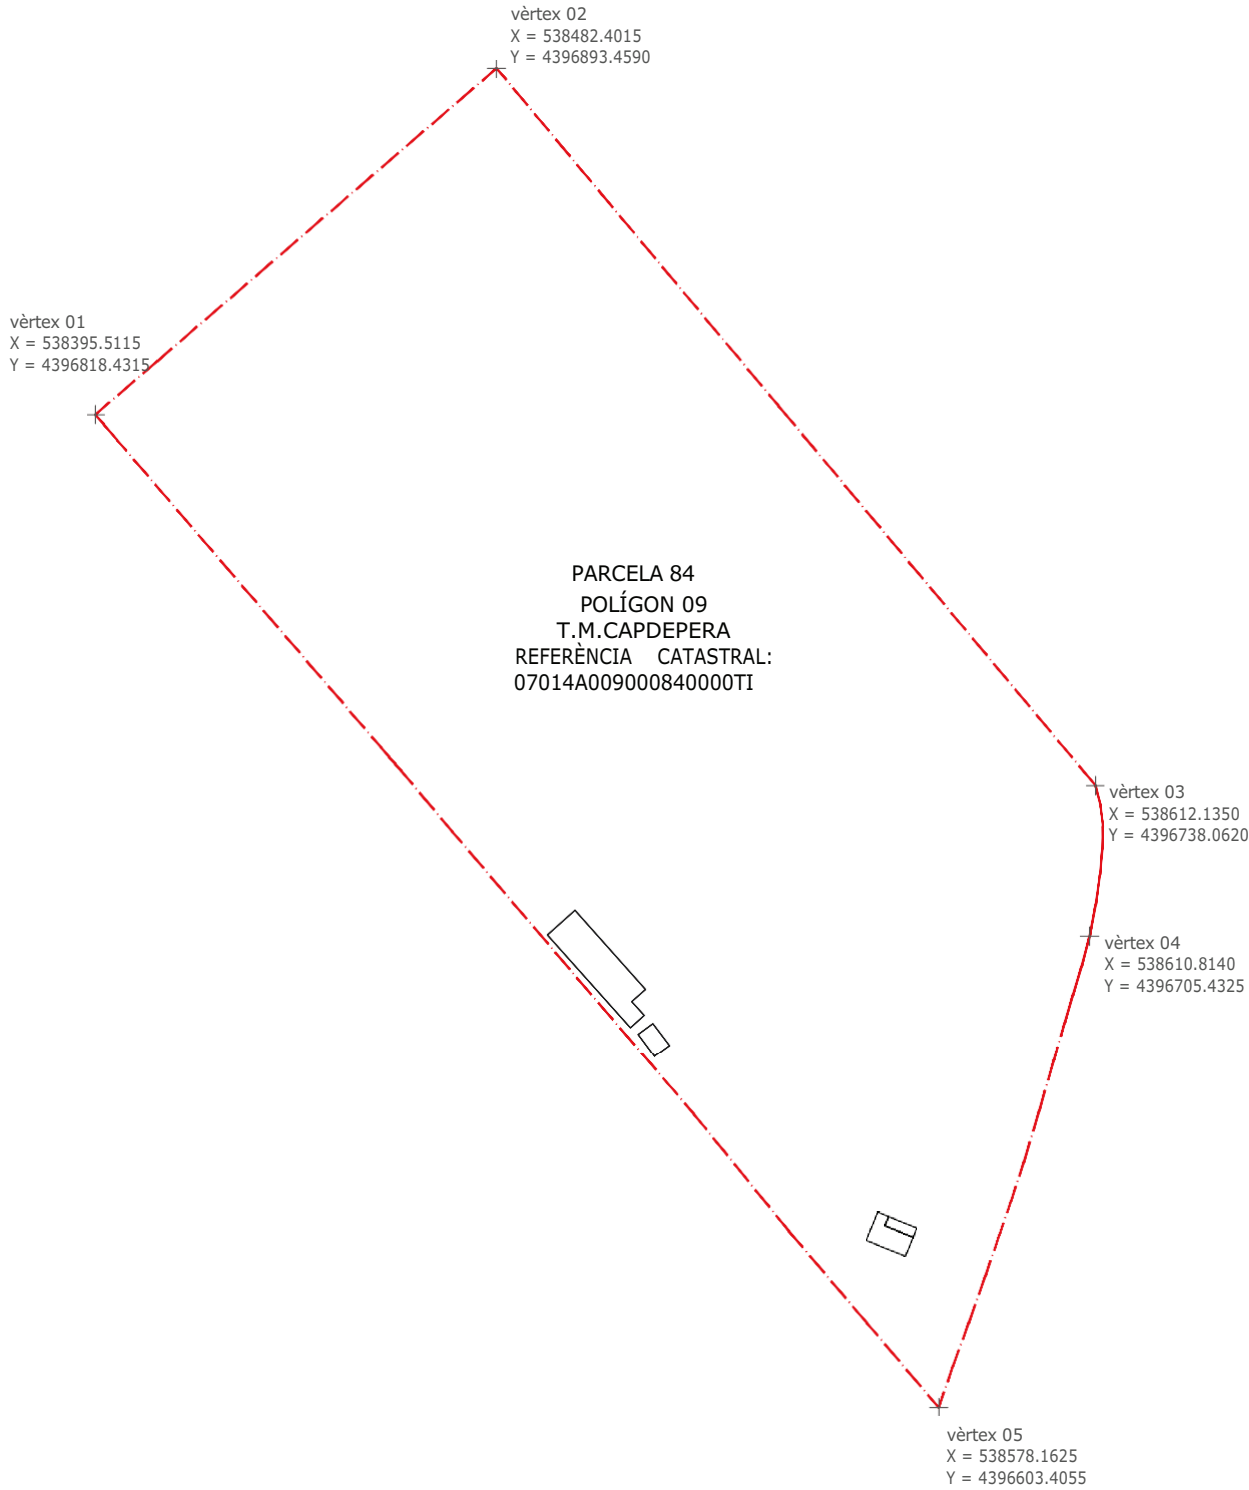 vèrtex 02
X = 538482.4015
Y = 4396893.4590
vèrtex 01
X = 538395.5115
Y = 4396818.4315
PARCELA 84
POLÍGON 09
T.M.CAPDEPERA
REFERÈNCIA CATASTRAL:
07014A009000840000TI
vèrtex 03
X = 538612.1350
Y = 4396738.0620
vèrtex 04
X = 538610.8140
Y = 4396705.4325
vèrtex 05
X = 538578.1625
Y = 4396603.4055